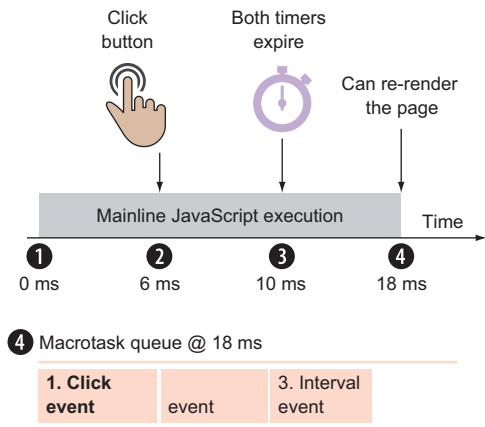 Click
button
Both timers
expire
Can re-render
the page
Mainline JavaScript execution
Time
1 2 3 4
0 ms 6 ms 10 ms 18 ms
4 Macrotask queue @ 18 ms
1. Click
event
event
3. Interval
event